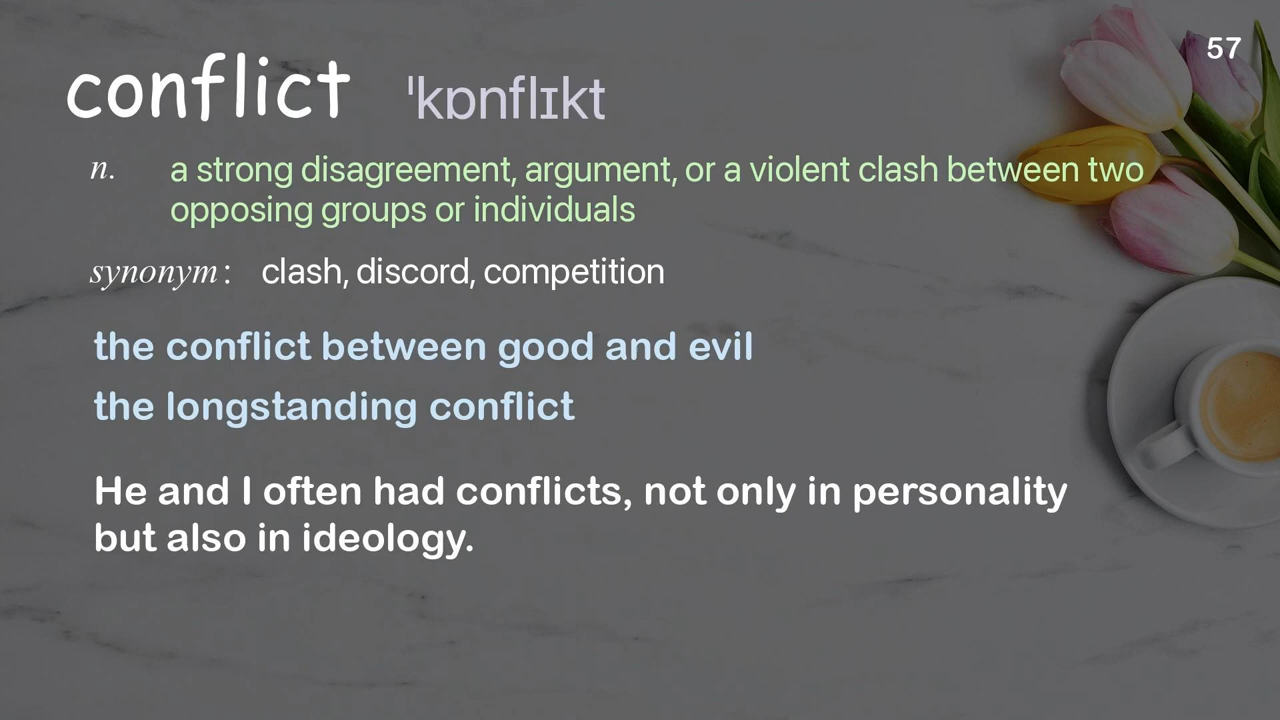 57
conflict ˈkɒnflɪkt
n. a strong disagreement, argument, or a violent clash between two
opposing groups or individuals
synonym: clash, discord, competition
the conflict between good and evil
the longstanding conflict
He and I often had conflicts, not only in personality
but also in ideology.